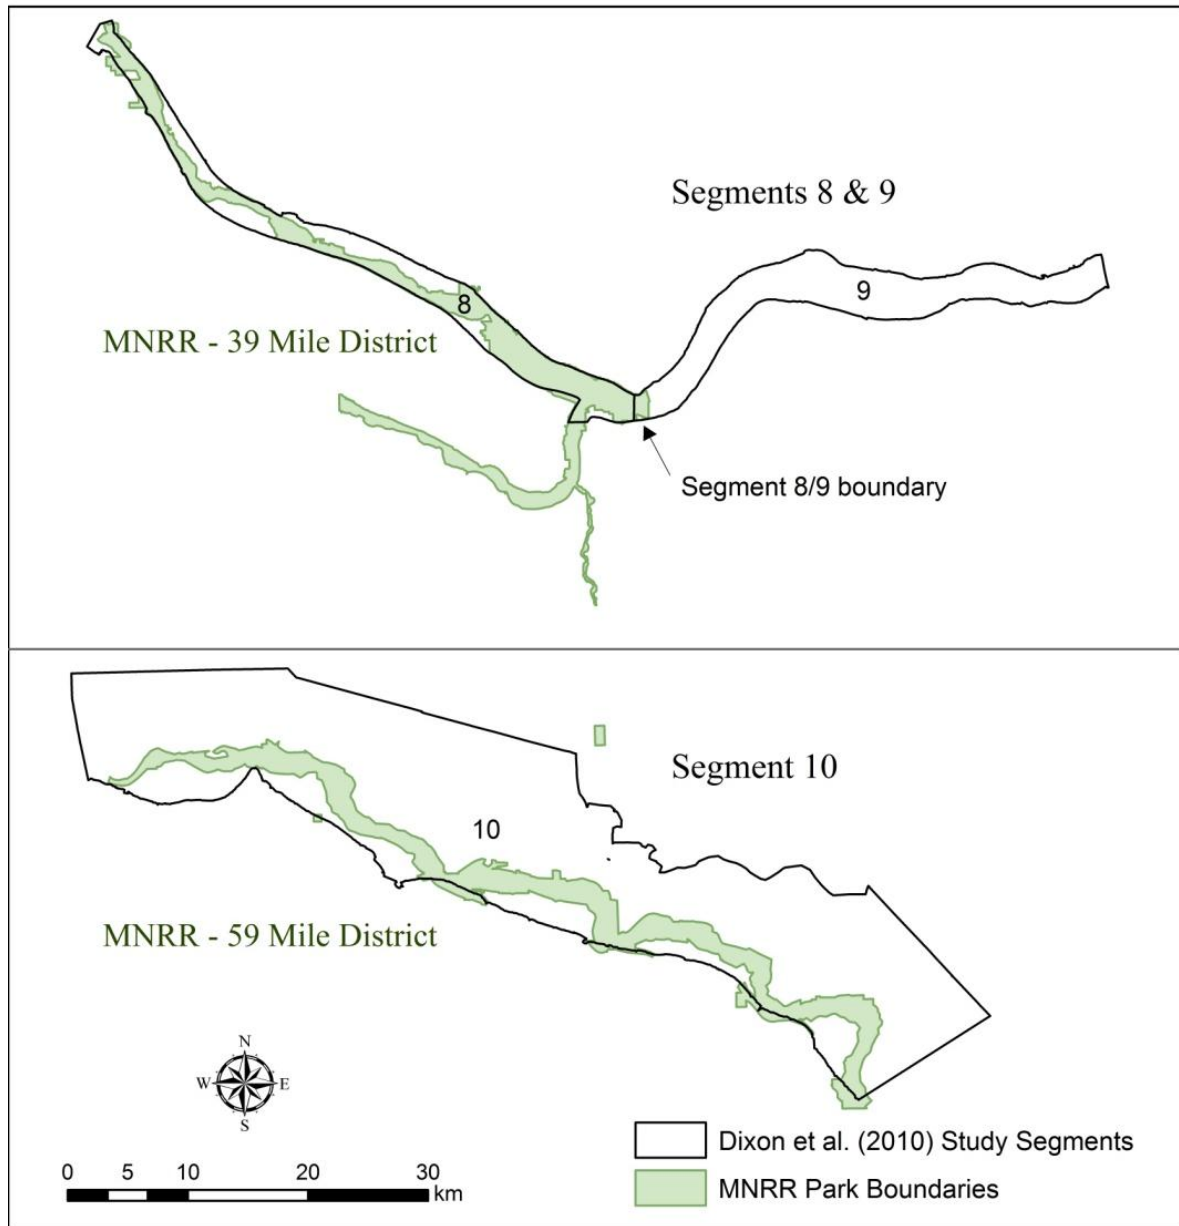 Segments 8 & 9
9
8
MNRR - 39 Mile District
Segment 8/9 boundary
Segment 10
10
MNRR - 59 Mile District
N
W E
S
Dixon et al. (2010) Study Segments
0 5 10 20 30
km
MNRR Park Boundaries